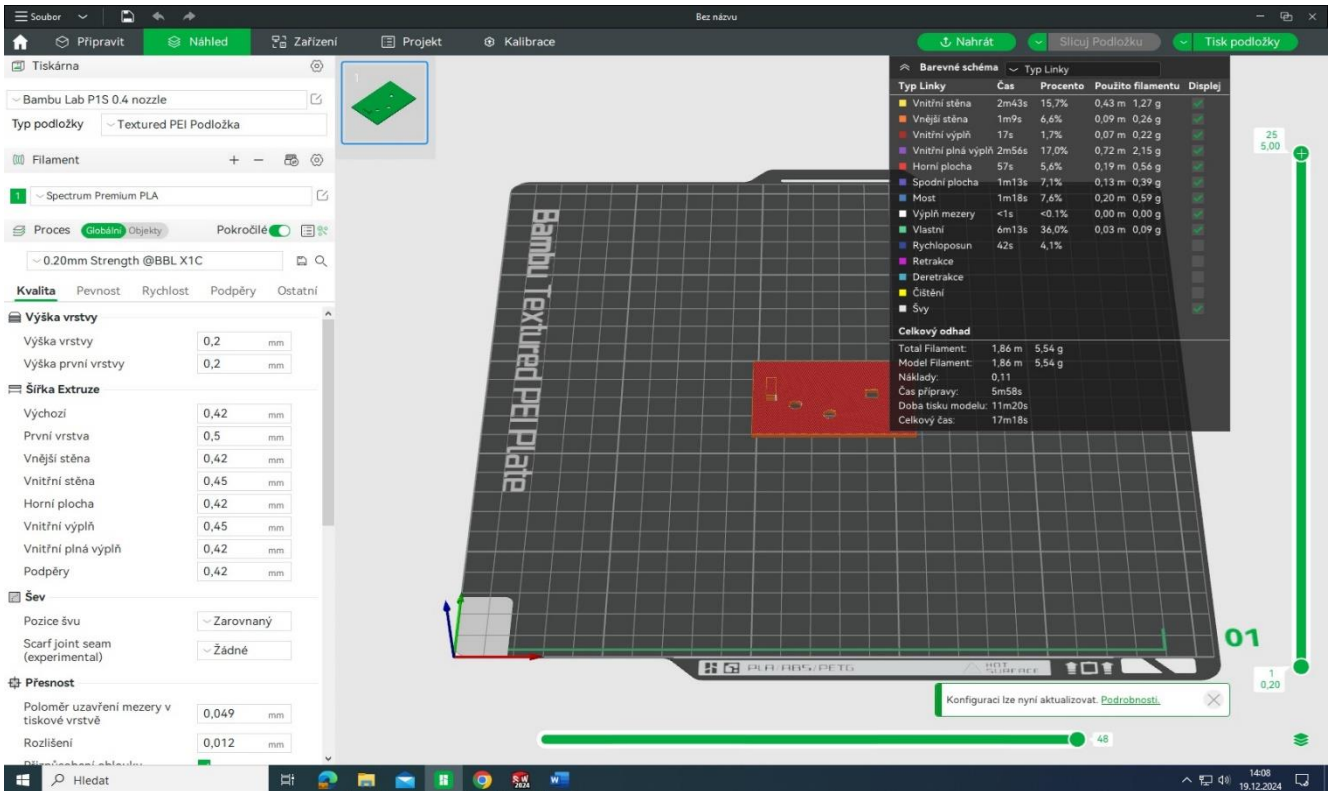 Soubor
Bez názvu
Připravit Náhled Zařízení Projekt Kalibrace Nahrát Slicuj Podložku Tisk podložky
Tiskárna
Bambu Lab P1S 0.4 nozzle
Typ podložky Textured PEI Podložka
Filament
1 Spectrum Premium PLA
Proces Globální Objekty Pokročilé
0.20mm Strength @BBL X1C
Kvalita Pevnost Rychlost Podpěry Ostatní
Výška vrstvy
Výška vrstvy 0,2 mm
Výška první vrstvy 0,2 mm
Šířka Extruze
Výchozí 0,42 mm
První vrstva 0,5 mm
Vnější stěna 0,42 mm
Vnitřní stěna 0,45 mm
Horní plocha 0,42 mm
Vnitřní výplň 0,45 mm
Vnitřní plná výplň 0,42 mm
Podpěry 0,42 mm
Šev
Pozice švu Zarovnaný
Scarf joint seam
(experimental) Žádné
Přesnost
Poloměr uzavření mezery v
tiskové vrstvě 0,049 mm
Rozlišení 0,012 mm
1
Bambu Textured PEI Plate
PLA/ABS/PETG
HOT
SURFACE
01
Barevné schéma Typ Linky
Typ Linky Čas Procento Použito filamentu Displej
Vnitřní stěna 2m43s 15,7% 0,43 m 1,27 g
Vnější stěna 1m9s 6,6% 0,09 m 0,26 g
Vnitřní výplň 17s 1,7% 0,07 m 0,22 g
Vnitřní plná výplň 2m56s 17,0% 0,72 m 2,15 g
Horní plocha 57s 5,6% 0,19 m 0,56 g
Spodní plocha 1m13s 7,1% 0,13 m 0,39 g
Most 1m18s 7,6% 0,20 m 0,59 g
Výplň mezery <1s <0.1% 0,00 m 0,00 g
Vlastní 6m13s 36,0% 0,03 m 0,09 g
Rychloposun 42s 4,1%
Retrakce
Deretrakce
Čištění
Švy
Celkový odhad
Total Filament: 1,86 m 5,54 g
Model Filament: 1,86 m 5,54 g
Náklady: 0,11
Čas přípravy: 5m58s
Doba tisku modelu: 11m20s
Celkový čas: 17m18s
25
5,00
1
0,20
Konfiguraci lze nyní aktualizovat. Podrobnosti.
48
Hledat
SW
2024
W
14:08
19.12.2024